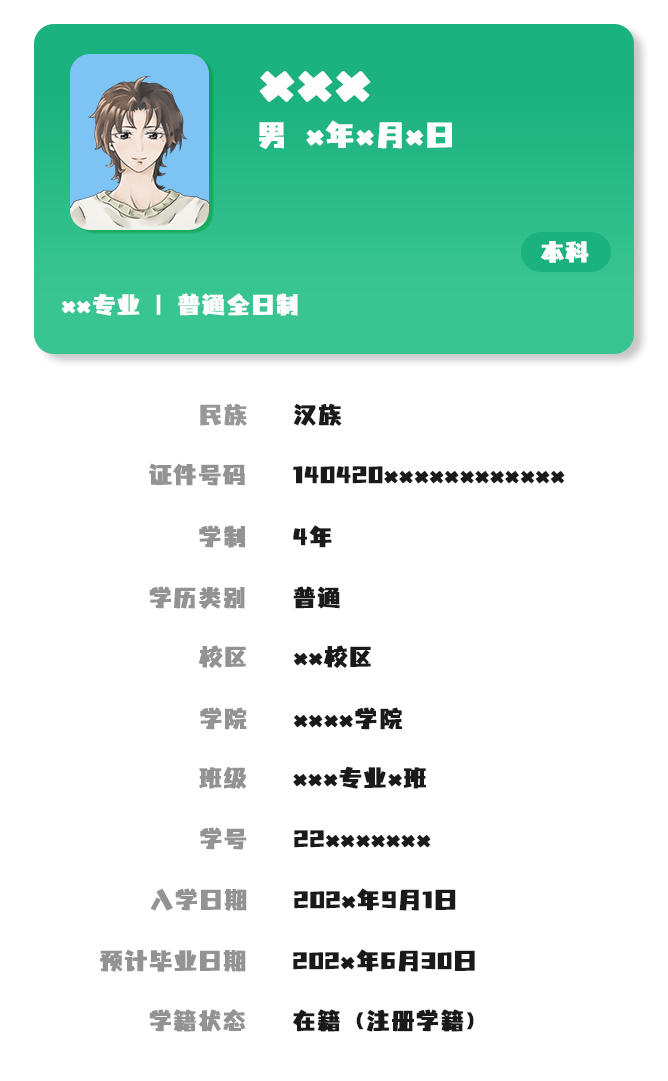 ×××
男 ×年×月×日
本科
××专业 | 普通全日制
民族 汉族
证件号码 140420××××××××××××
学制 4年
学历类别 普通
校区 ××校区
学院 ××××学院
班级 ×××专业×班
学号 22×××××××
入学日期 202×年9月1日
预计毕业日期 202×年6月30日
学籍状态 在籍（注册学籍）